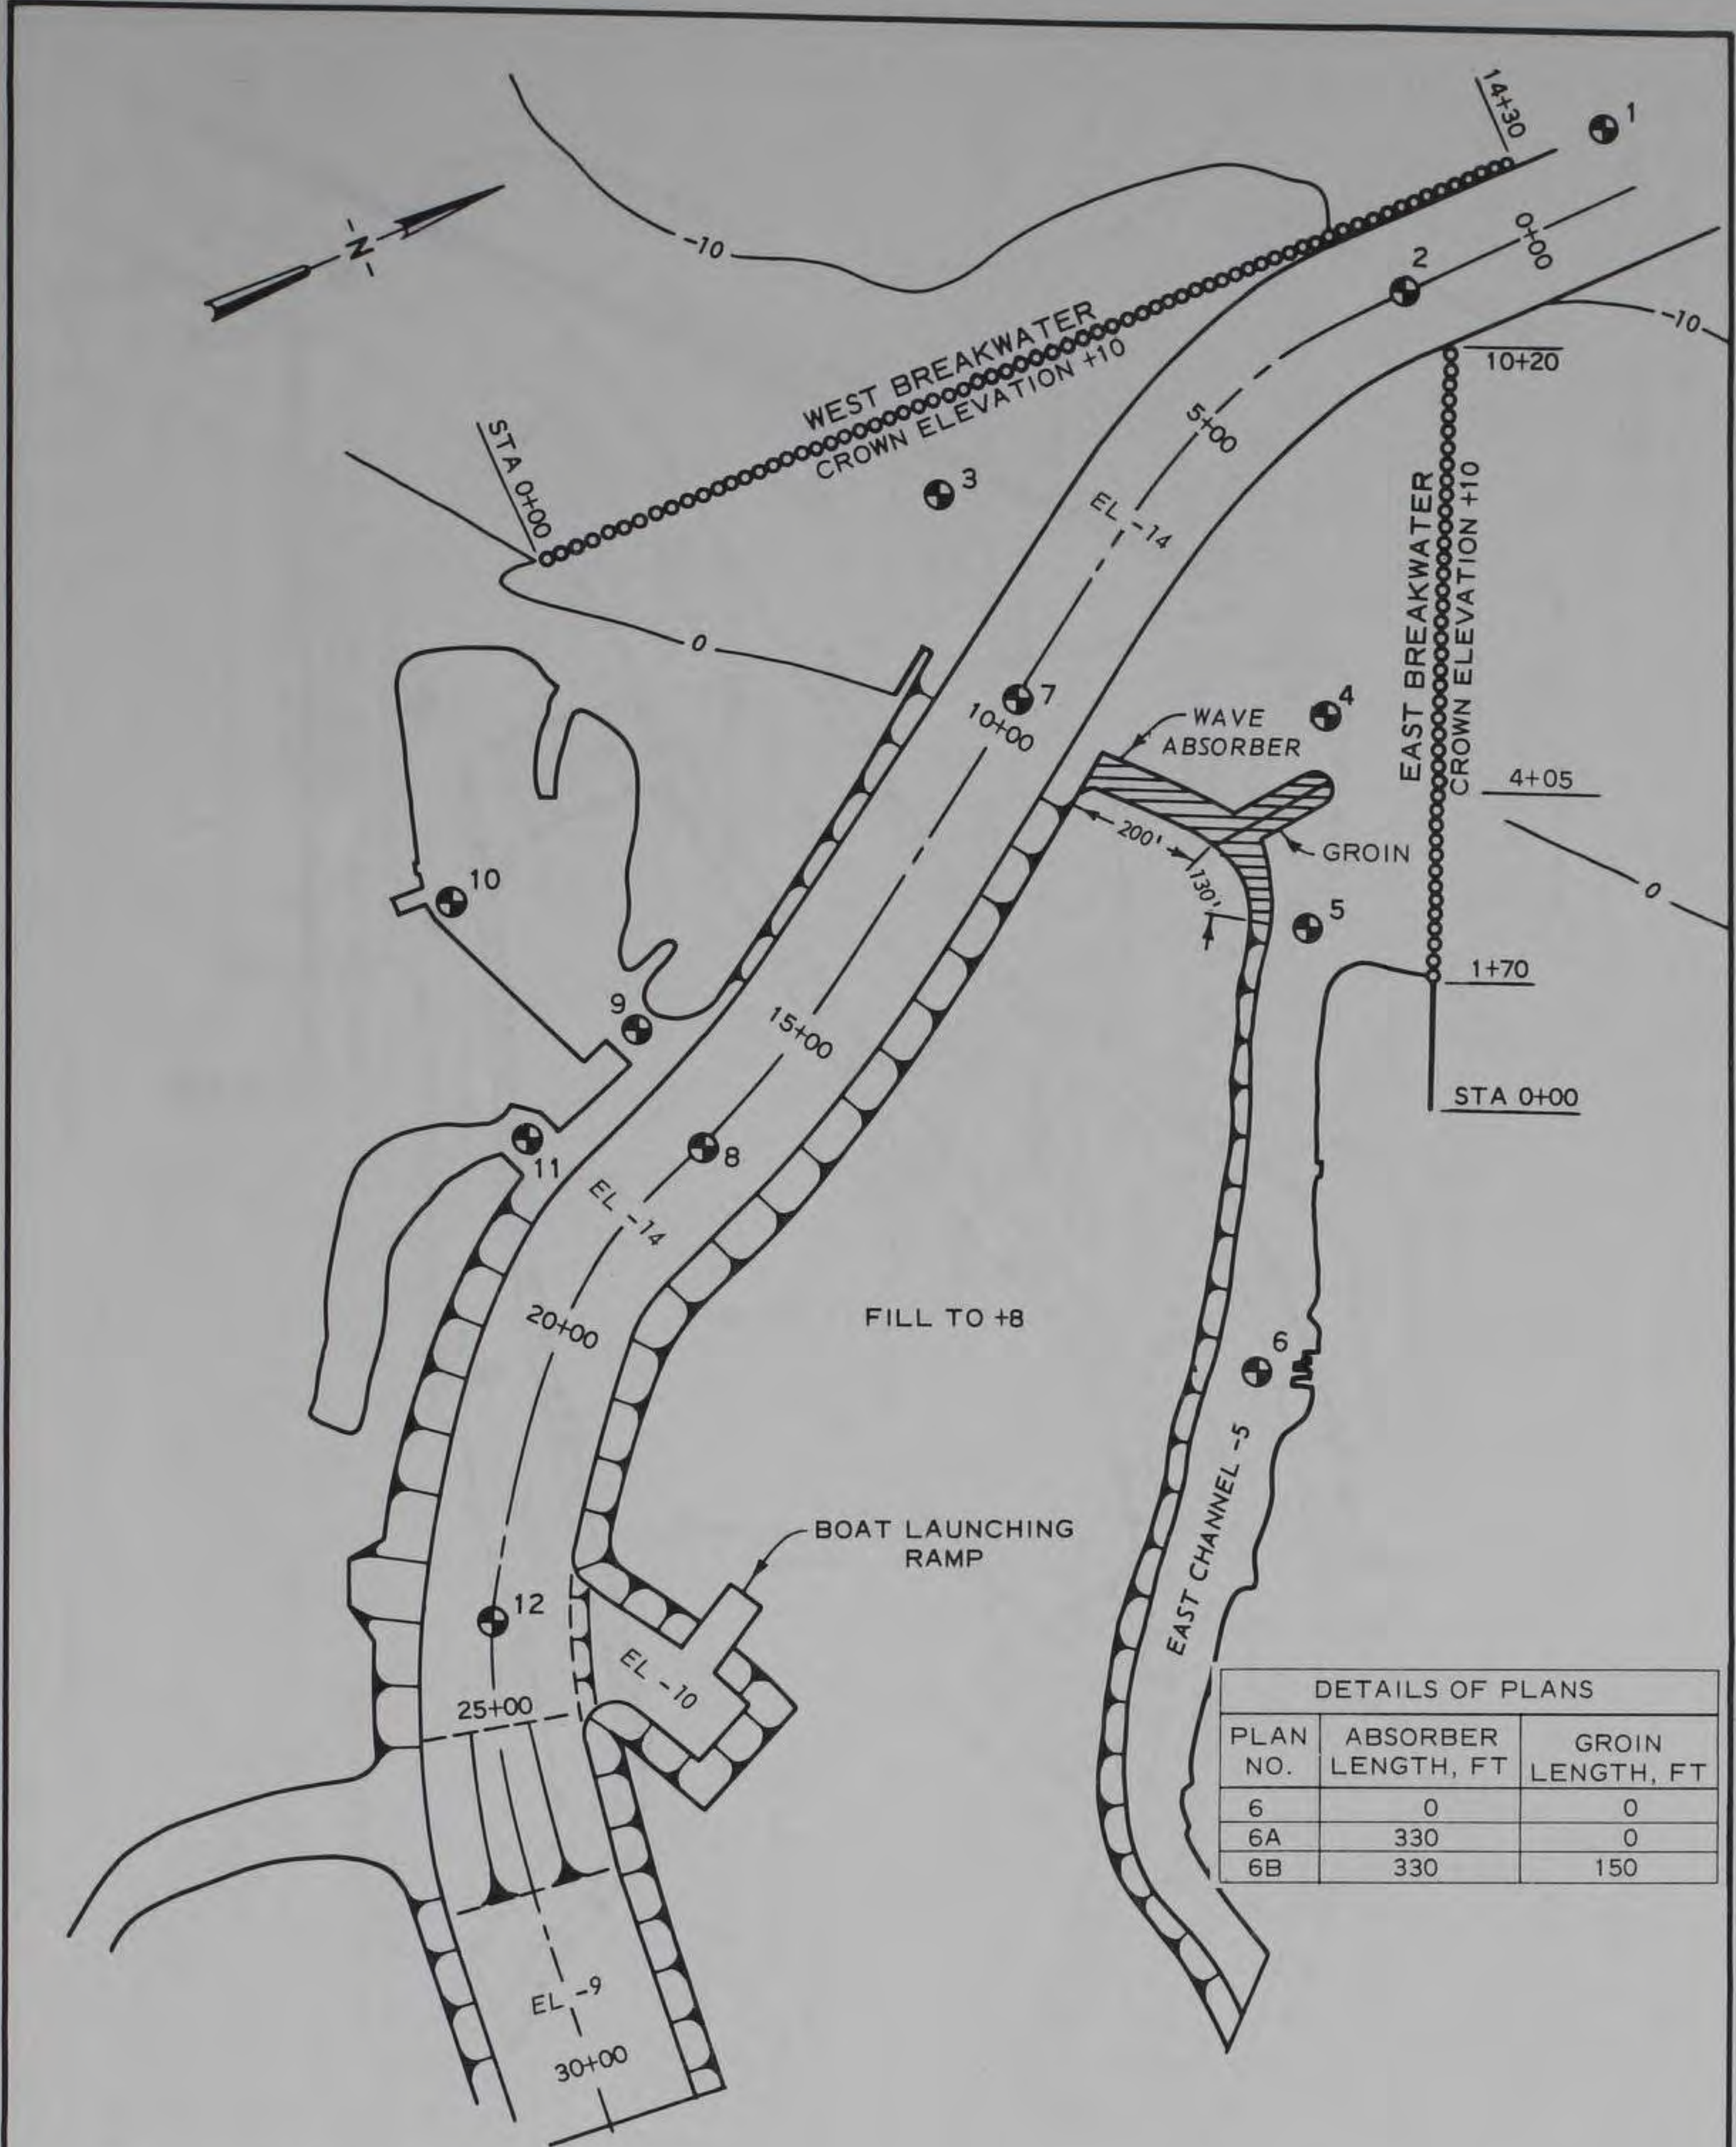 14+30
1
-N-
0+00
2
-10
-10
10+20
WEST BREAKWATER
CROWN ELEVATION +10
5+00
STA 0+00
3
EL -14
EAST BREAKWATER
CROWN ELEVATION +10
0
7
10+00
4
WAVE
ABSORBER
4+05
200'
GROIN
130'
0
10
5
1+70
9
15+00
STA 0+00
11
8
EL -14
20+00
FILL TO +8
6
EAST CHANNEL -5
BOAT LAUNCHING
RAMP
12
EL -10
25+00
DETAILS OF PLANS
PLAN NO. ABSORBER LENGTH, FT GROIN LENGTH, FT
6 0 0
6A 330 0
6B 330 150
EL -9
30+00